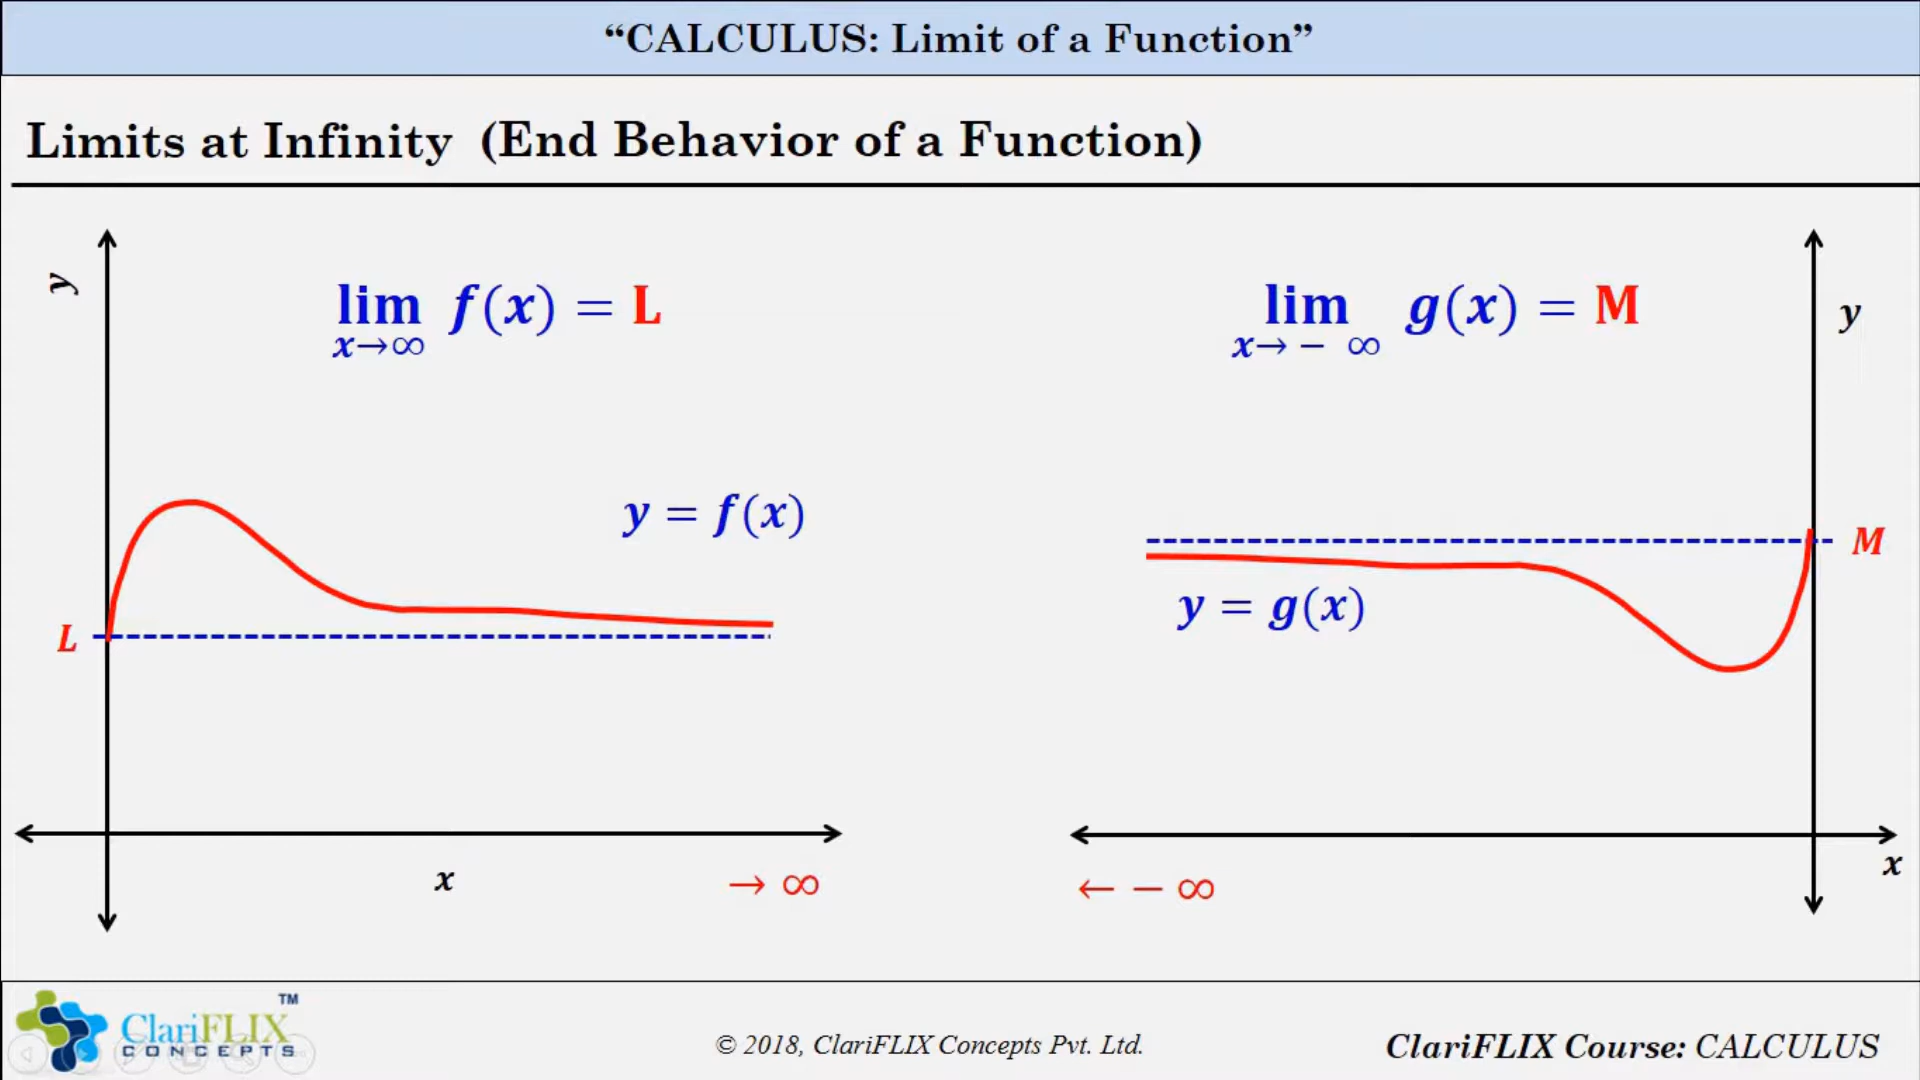 “CALCULUS: Limit of a Function”
Limits at Infinity (End Behavior of a Function)
y
lim f(x) = L
x→∞
y = f(x)
L
x
→ ∞
lim g(x) = M
x→ − ∞
y
M
y = g(x)
x
← − ∞
ClariFLIX TM
CONCEPTS
© 2018, ClariFLIX Concepts Pvt. Ltd.
ClariFLIX Course: CALCULUS